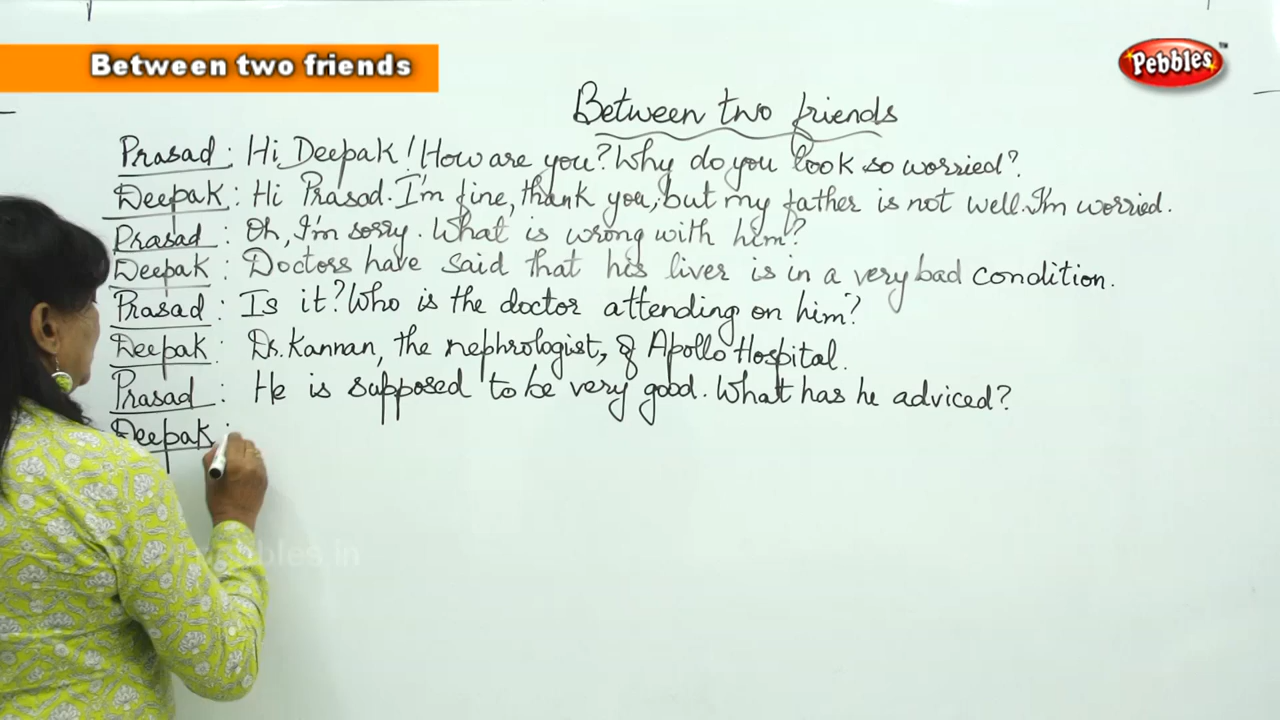 Between two friends
Pebbles™
Between two friends
Prasad : Hi Deepak! How are you? Why do you look so worried?
Deepak : Hi Prasad. I'm fine, thank you, but my father is not well. I'm worried.
Prasad : Oh, I'm sorry. What is wrong with him?
Deepak : Doctors have said that his liver is in a very bad condition.
Prasad : Is it? Who is the doctor attending on him?
Deepak : Dr. Kannan, the nephrologist, of Apollo Hospital.
Prasad : He is supposed to be very good. What has he adviced?
Deepak :